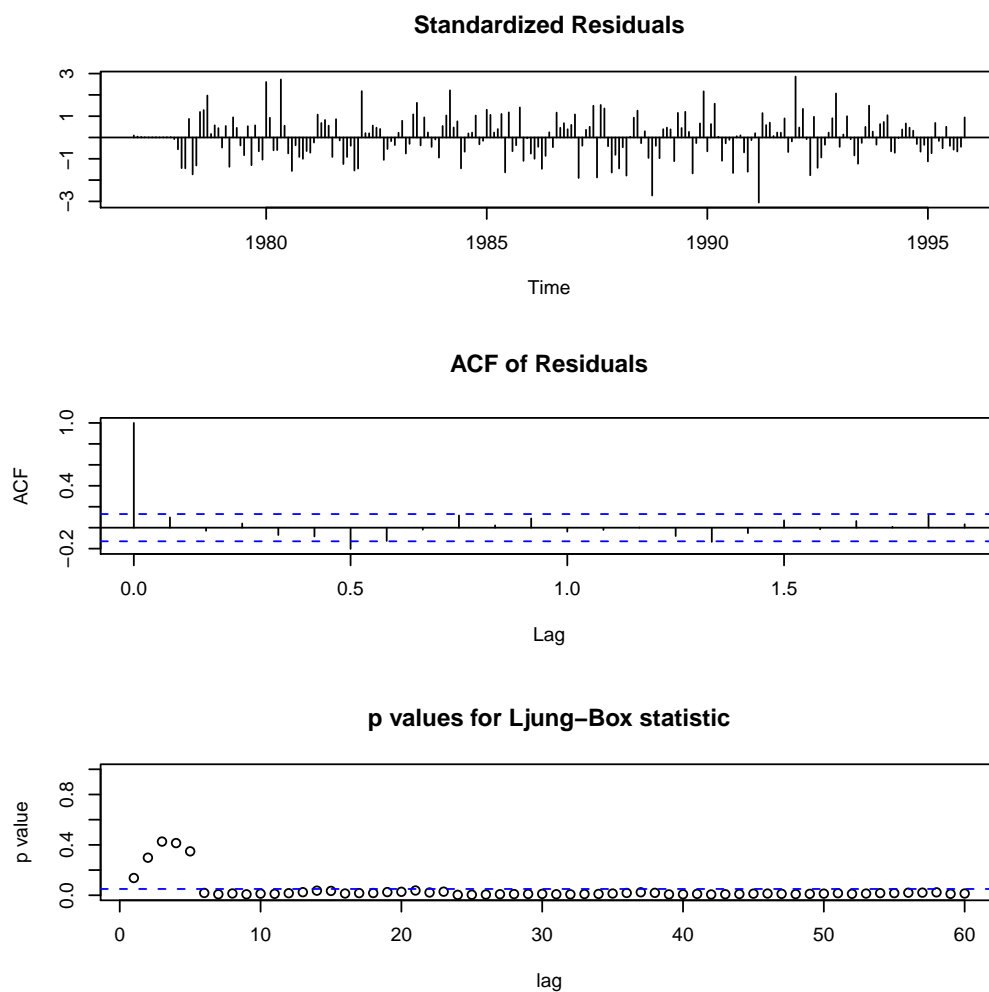 Standardized Residuals
3
1
−1
−3
1980 1985 1990 1995
Time
ACF of Residuals
ACF
1.0
0.4
−0.2
0.0 0.5 1.0 1.5
Lag
p values for Ljung−Box statistic
p value
0.8
0.4
0.0
0 10 20 30 40 50 60
lag